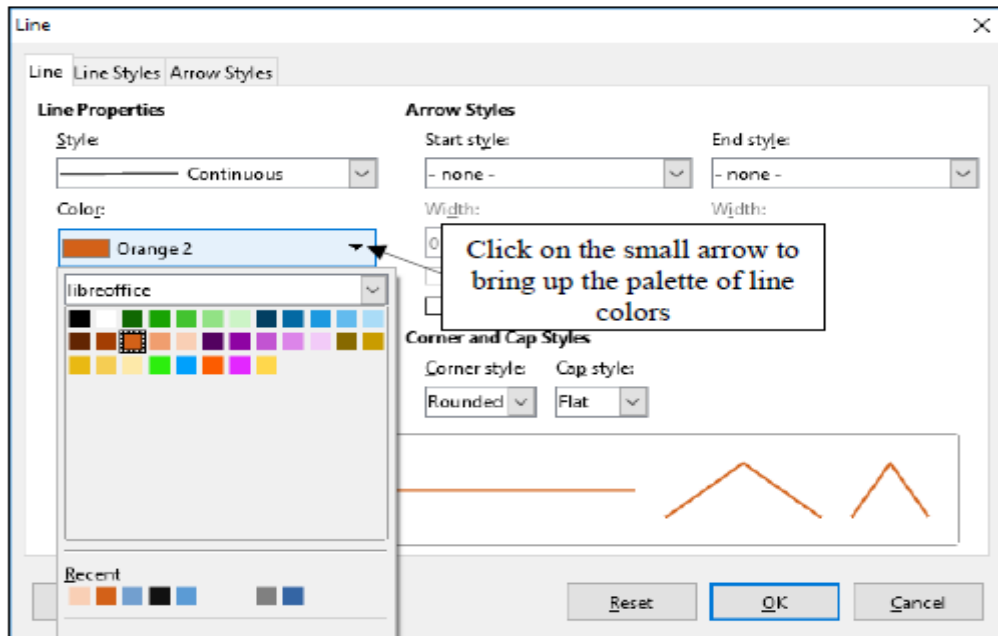 Line
Line Line Styles Arrow Styles
Line Properties
Style:
Continuous
Color:
Orange 2
libreoffice
Recent
Arrow Styles
Start style:
- none -
Width:
0
End style:
- none -
Width:
Click on the small arrow to
bring up the palette of line
colors
Corner and Cap Styles
Corner style:
Rounded
Cap style:
Flat
Reset
OK
Cancel